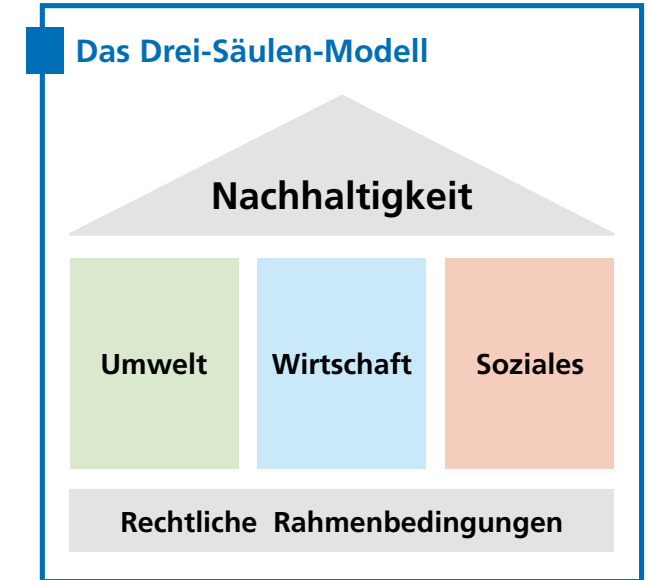 Das Drei-Säulen-Modell
Nachhaltigkeit
Umwelt
Wirtschaft
Soziales
Rechtliche Rahmenbedingungen